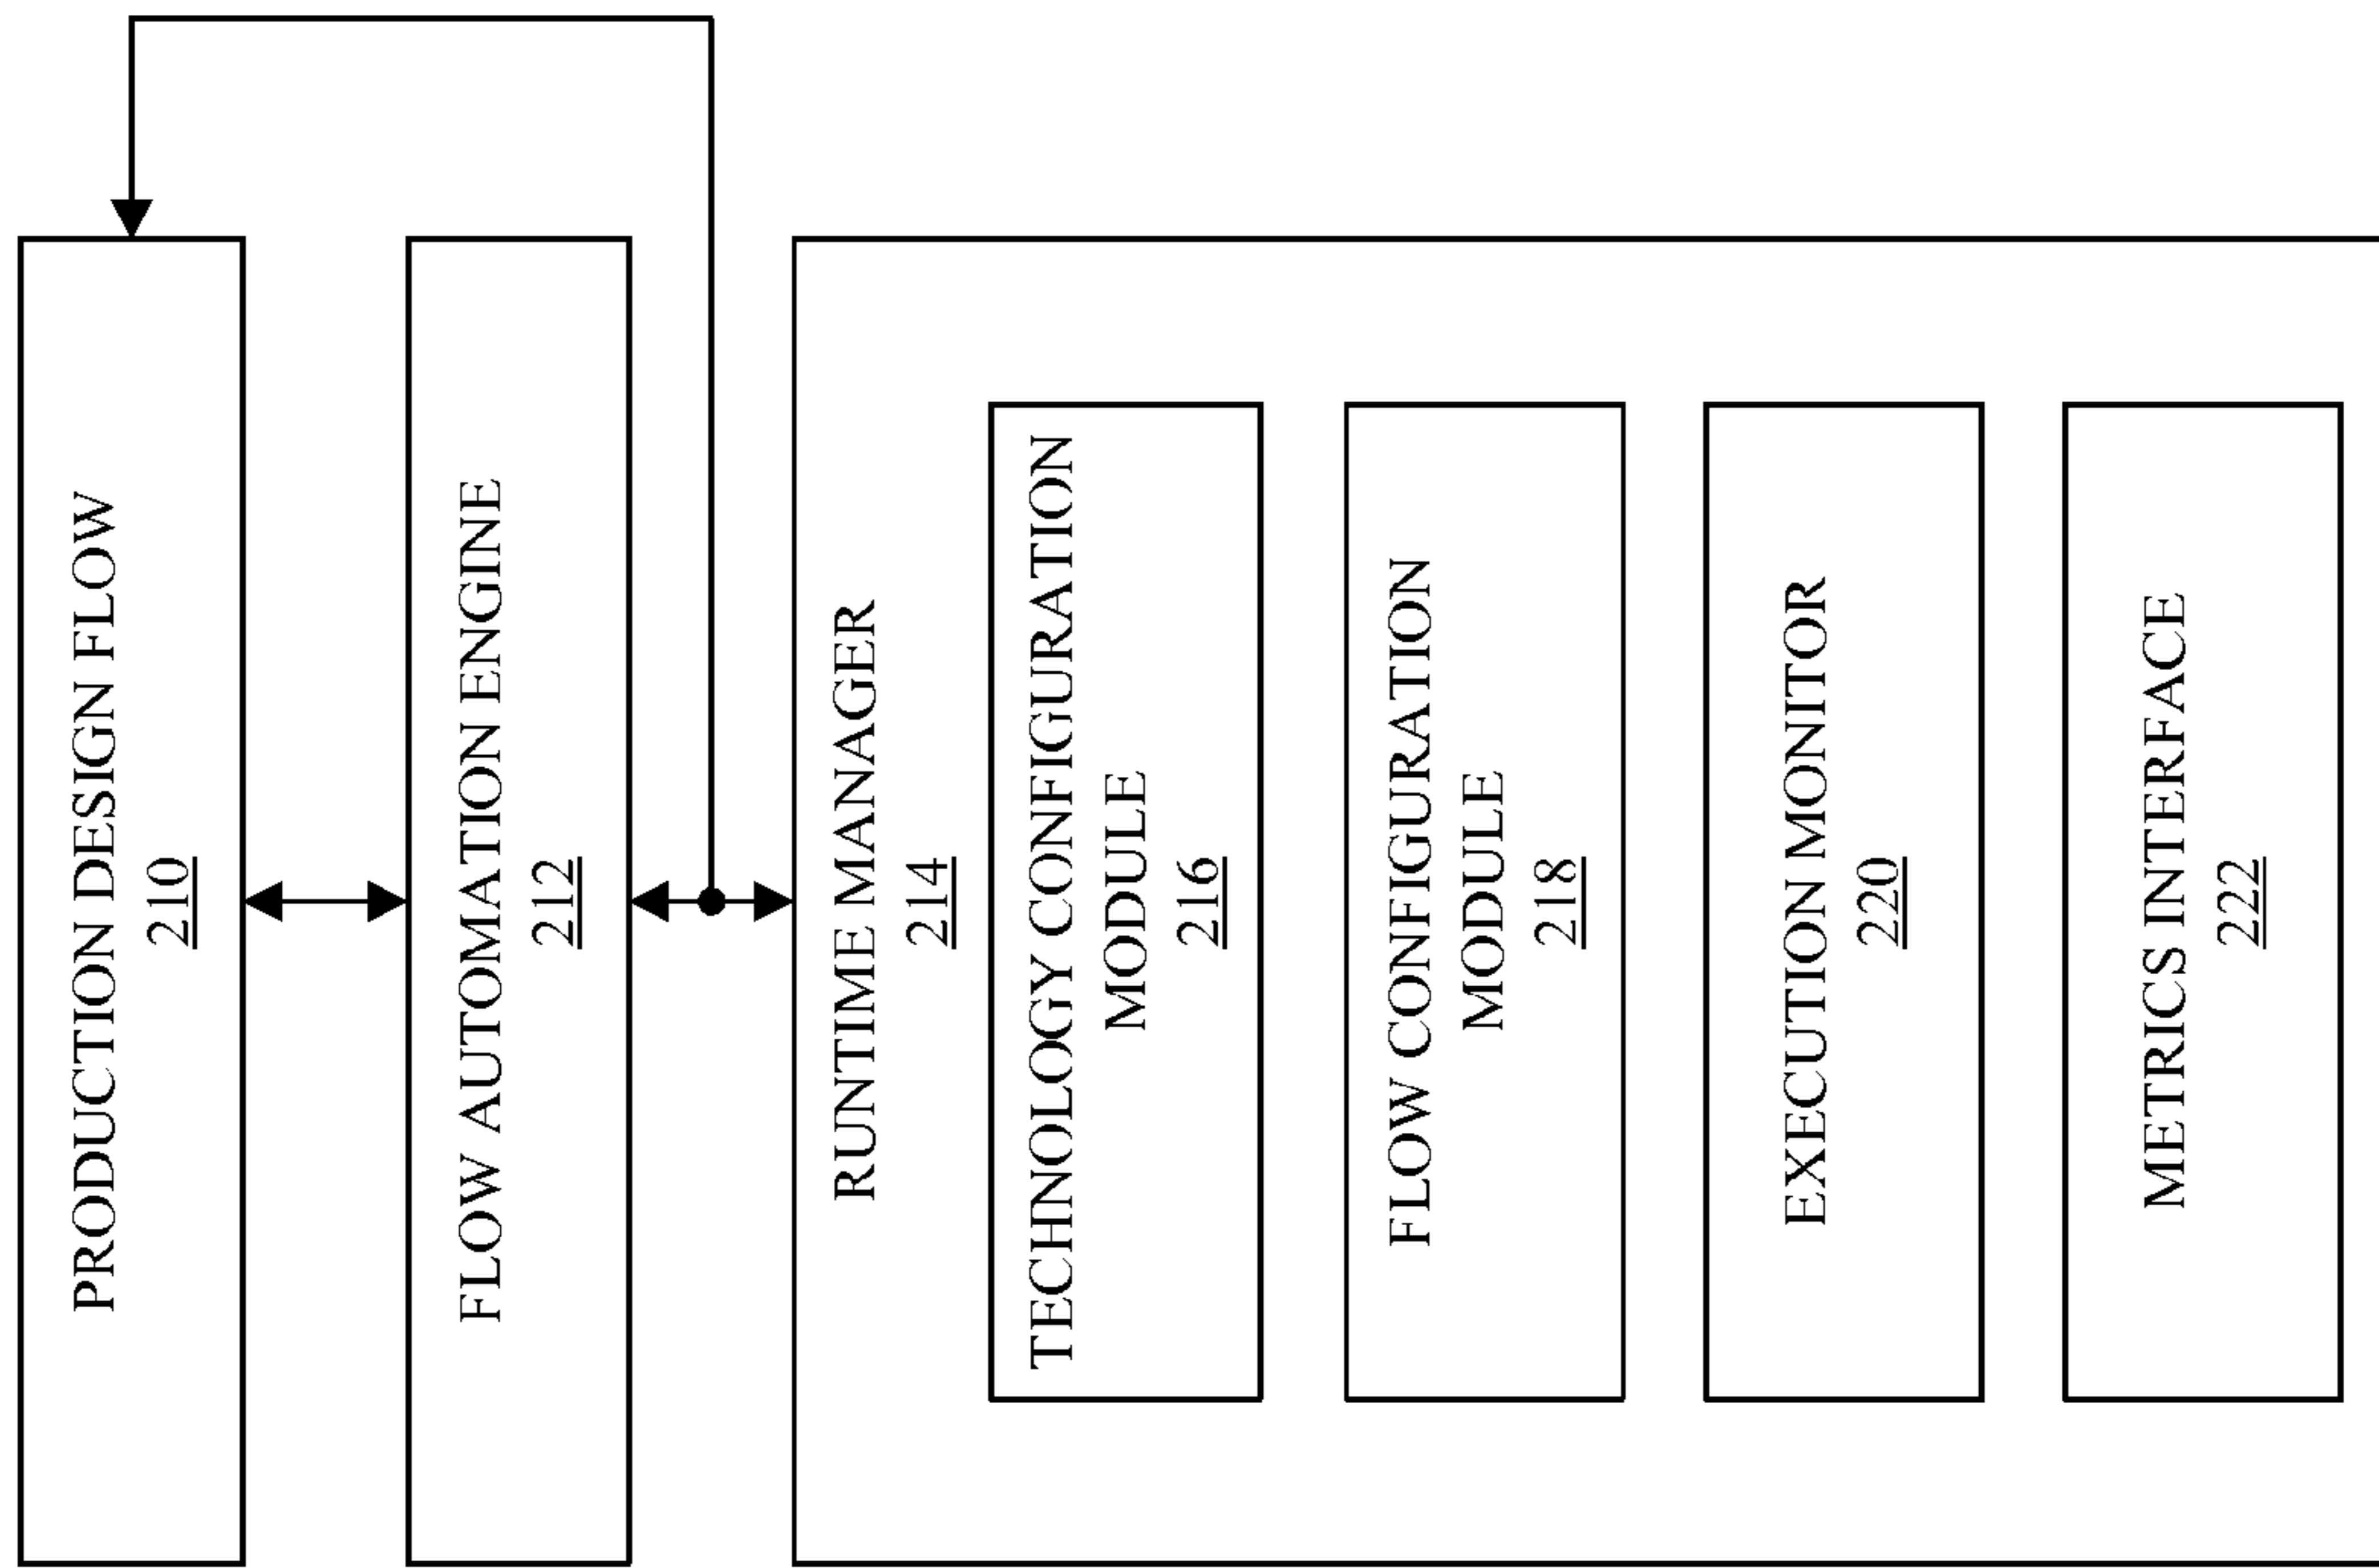 PRODUCTION DESIGN FLOW
210
FLOW AUTOMATION ENGINE
212
RUNTIME MANAGER
214
TECHNOLOGY CONFIGURATION
MODULE
216
FLOW CONFIGURATION
MODULE
218
EXECUTION MONITOR
220
METRICS INTERFACE
222